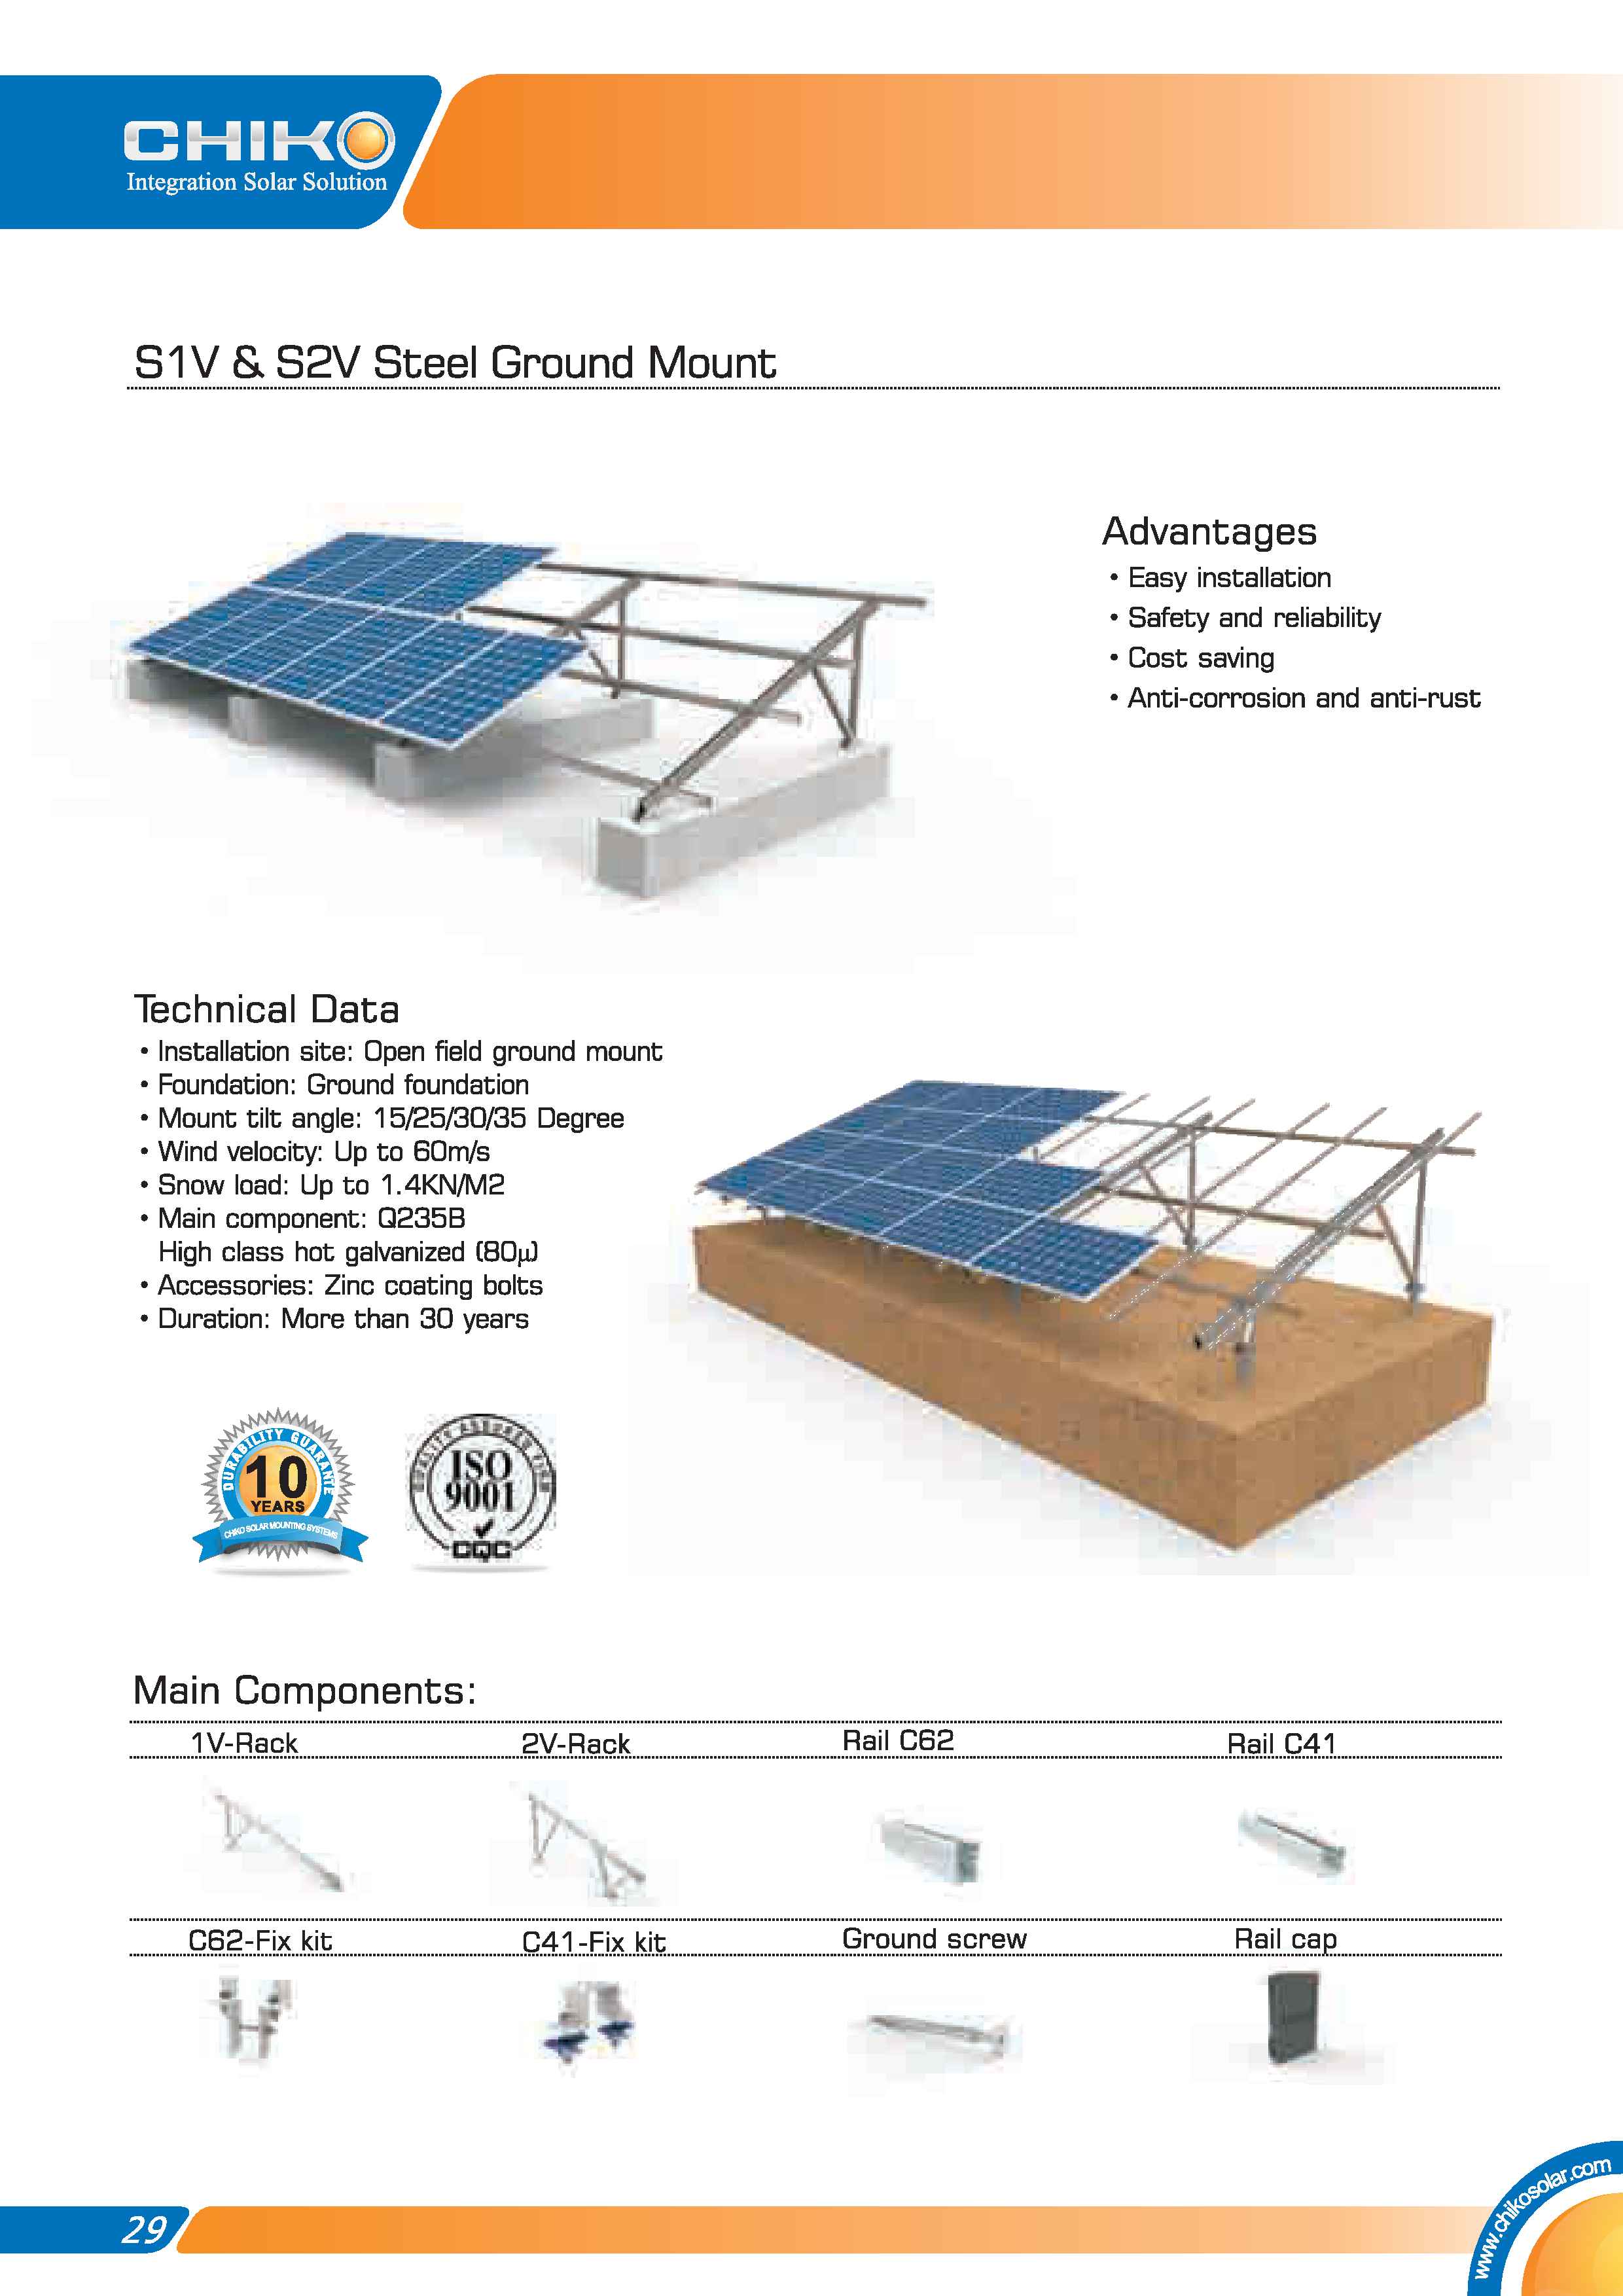 CHIKO
Integration Solar Solution
S1V & S2V Steel Ground Mount
Advantages
• Easy installation
• Safety and reliability
• Cost saving
• Anti-corrosion and anti-rust
Technical Data
• Installation site: Open field ground mount
• Foundation: Ground foundation
• Mount tilt angle: 15/25/30/35 Degree
• Wind velocity: Up to 60m/s
• Snow load: Up to 1.4KN/M2
• Main component: Q235B
High class hot galvanized (80µ)
• Accessories: Zinc coating bolts
• Duration: More than 30 years
DURABILITY GUARANTE
10
YEARS
CHIKO SOLAR MOUNTING SYSTEMS
QUALITY ASSURED FIRM
ISO
9001
CQC
Main Components:
1V-Rack 2V-Rack Rail C62 Rail C41
C62-Fix kit C41-Fix kit Ground screw Rail cap
29
www.chikosolar.com